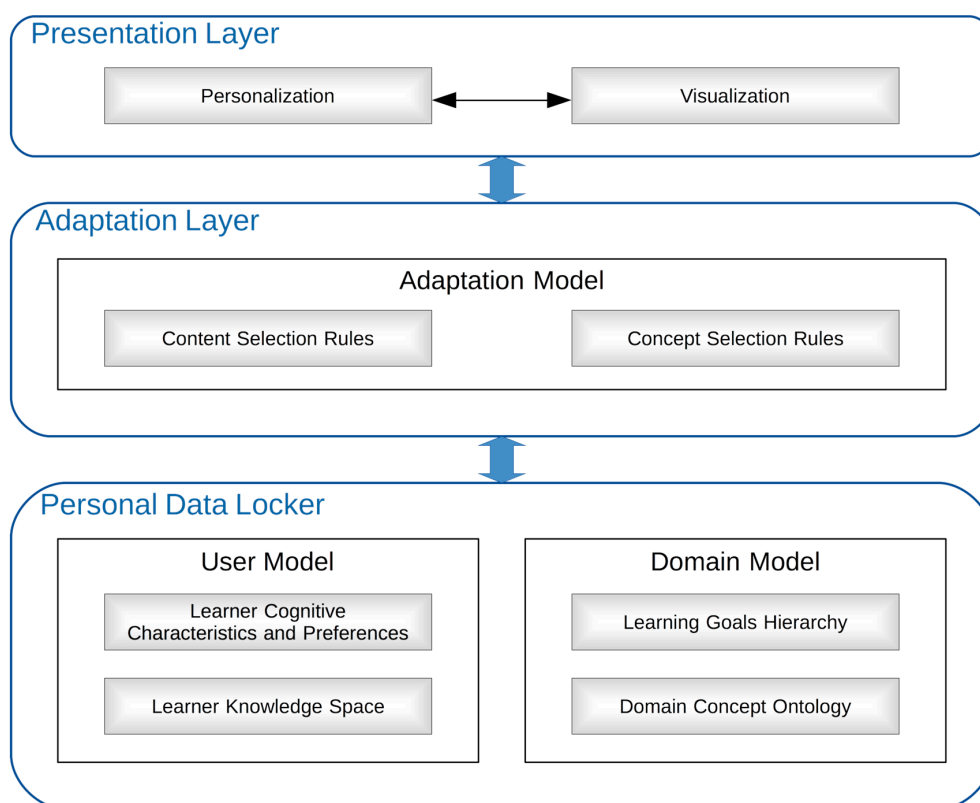 Presentation Layer
Personalization
Visualization
Adaptation Layer
Adaptation Model
Content Selection Rules
Concept Selection Rules
Personal Data Locker
User Model
Learner Cognitive
Characteristics and Preferences
Learner Knowledge Space
Domain Model
Learning Goals Hierarchy
Domain Concept Ontology